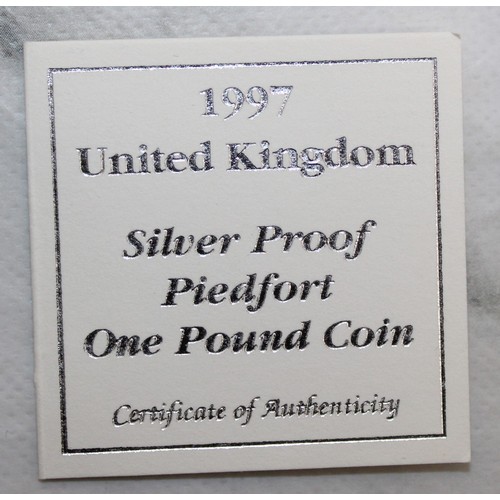 1997
United Kingdom
Silver Proof
Piedfort
One Pound Coin
Certificate of Authenticity